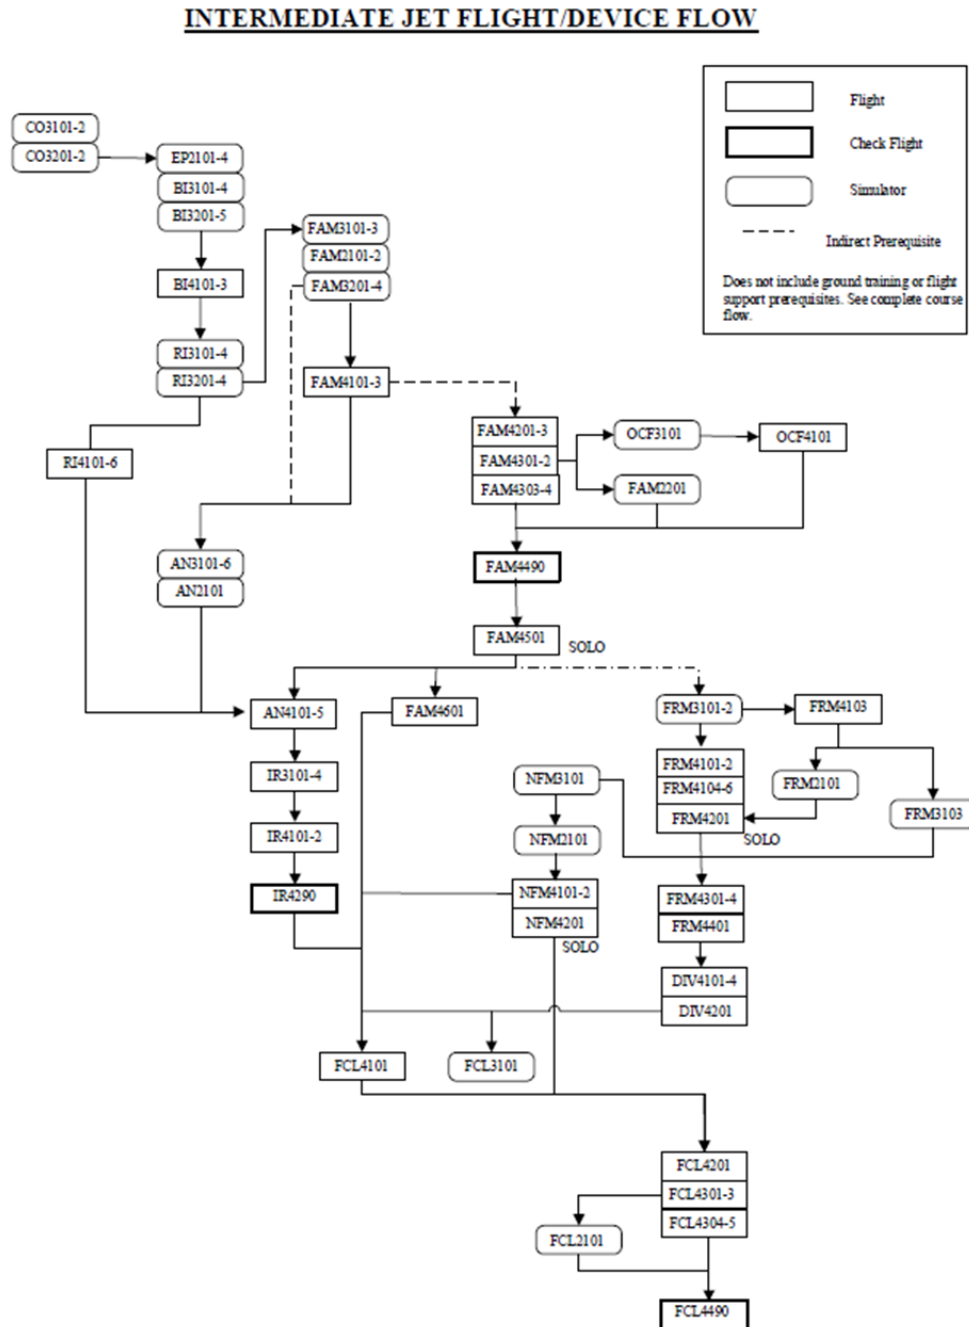 INTERMEDIATE JET FLIGHT/DEVICE FLOW
Flight
Check Flight
Simulator
Indirect Prerequisite
Does not include ground training or flight
support prerequisites. See complete course
flow.
CO3101-2
CO3201-2
EP2101-4
BI3101-4
BI3201-5
BI4101-3
RI3101-4
RI3201-4
RI4101-6
FAM3101-3
FAM2101-2
FAM3201-4
FAM4101-3
FAM4201-3
FAM4301-2
FAM4303-4
OCF3101
OCF4101
FAM2201
AN3101-6
AN2101
FAM4490
FAM4501
SOLO
AN4101-5
FAM4601
FRM3101-2
FRM4103
IR3101-4
NFM3101
FRM4101-2
FRM4104-6
FRM4201
SOLO
FRM2101
FRM3103
IR4101-2
NFM2101
IR4290
NFM4101-2
NFM4201
SOLO
FRM4301-4
FRM4401
DIV4101-4
DIV4201
FCL4101
FCL3101
FCL4201
FCL4301-3
FCL4304-5
FCL2101
FCL4490